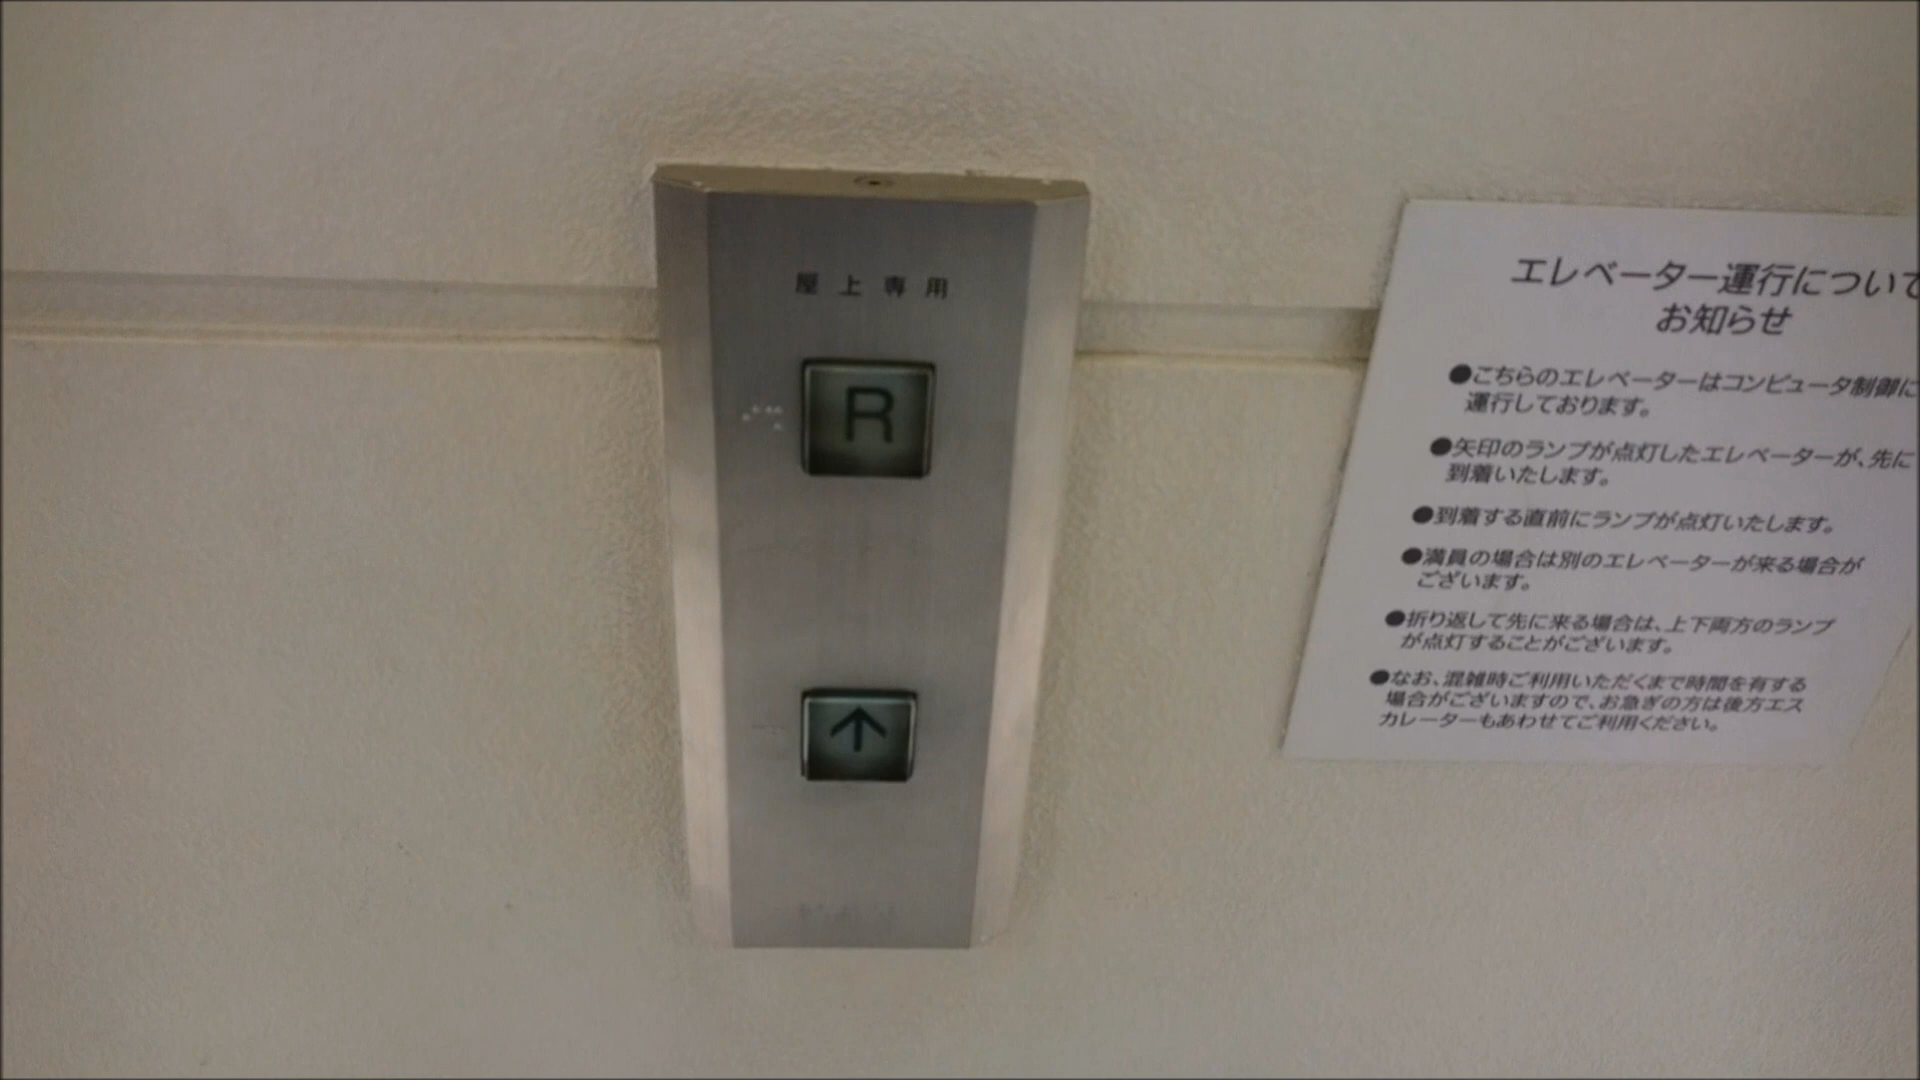 屋上専用
R
↑
エレベーター運行について
お知らせ
●こちらのエレベーターはコンピュータ制御に
運行しております。
●矢印のランプが点灯したエレベーターが、先に
到着いたします。
●到着する直前にランプが点灯いたします。
●満員の場合は別のエレベーターが来る場合が
ございます。
●折り返して先に来る場合は、上下両方のランプ
が点灯することがございます。
●なお、混雑時ご利用いただくまで時間を有する
場合がございますので、お急ぎの方は後方エス
カレーターもあわせてご利用ください。